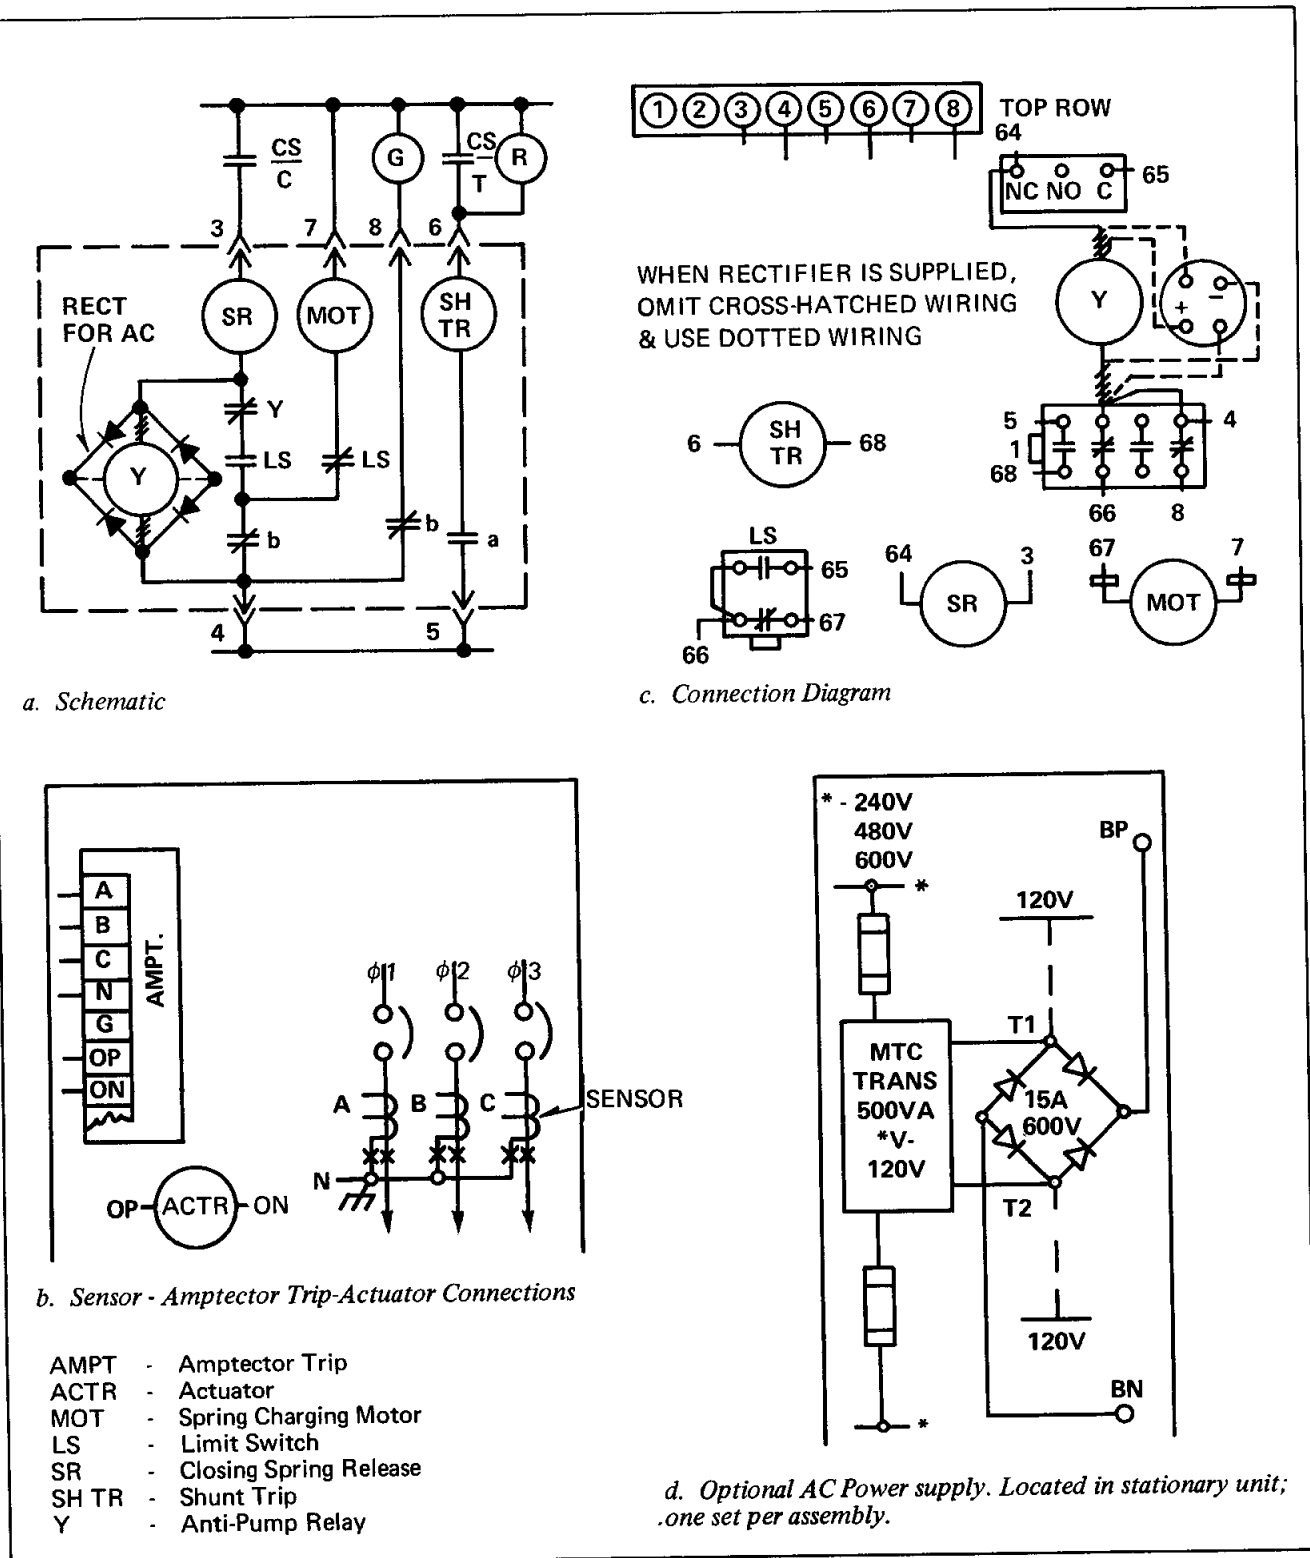 CS
C
G
CS
T
R
3
7
8
6
RECT
FOR AC
SR
MOT
SH
TR
Y
LS
LS
Y
b
b
a
4
5
a. Schematic
1 2 3 4 5 6 7 8 TOP ROW
64
NC NO C
65
WHEN RECTIFIER IS SUPPLIED,
OMIT CROSS-HATCHED WIRING
& USE DOTTED WIRING
Y
+ -
6
SH
TR
68
5
1
68
4
66
8
LS
65
67
66
64
SR
3
67
MOT
7
c. Connection Diagram
A
B
C
N
G
OP
ON
AMPT.
ϕ1
ϕ2
ϕ3
A
B
C
SENSOR
N
OP
ACTR
ON
b. Sensor - Amptector Trip-Actuator Connections
AMPT - Amptector Trip
ACTR - Actuator
MOT - Spring Charging Motor
LS - Limit Switch
SR - Closing Spring Release
SH TR - Shunt Trip
Y - Anti-Pump Relay
* - 240V
480V
600V
*
BP
120V
T1
MTC
TRANS
500VA
*V-
120V
15A
600V
T2
120V
BN
*
d. Optional AC Power supply. Located in stationary unit;
.one set per assembly.